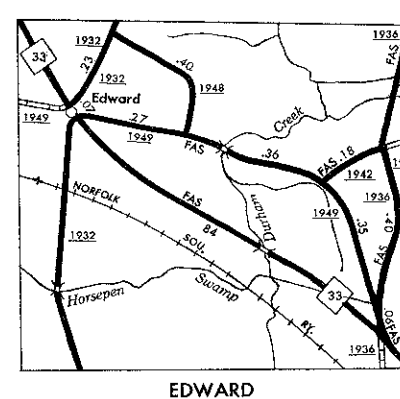 1932
1936
33
FAS
.23
.40
1932
1948
.07
Edward
1949
.27
Creek
1949
FAS
.36
FAS .18
1942
NORFOLK
FAS
1936
Durham
1949
.35
.40
84
SOU.
FAS
1932
Swamp
Horsepen
33
RY.
.06
FAS
1936
EDWARD